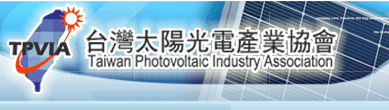 TPVIA
台灣太陽光電產業協會
Taiwan Photovoltaic Industry Association